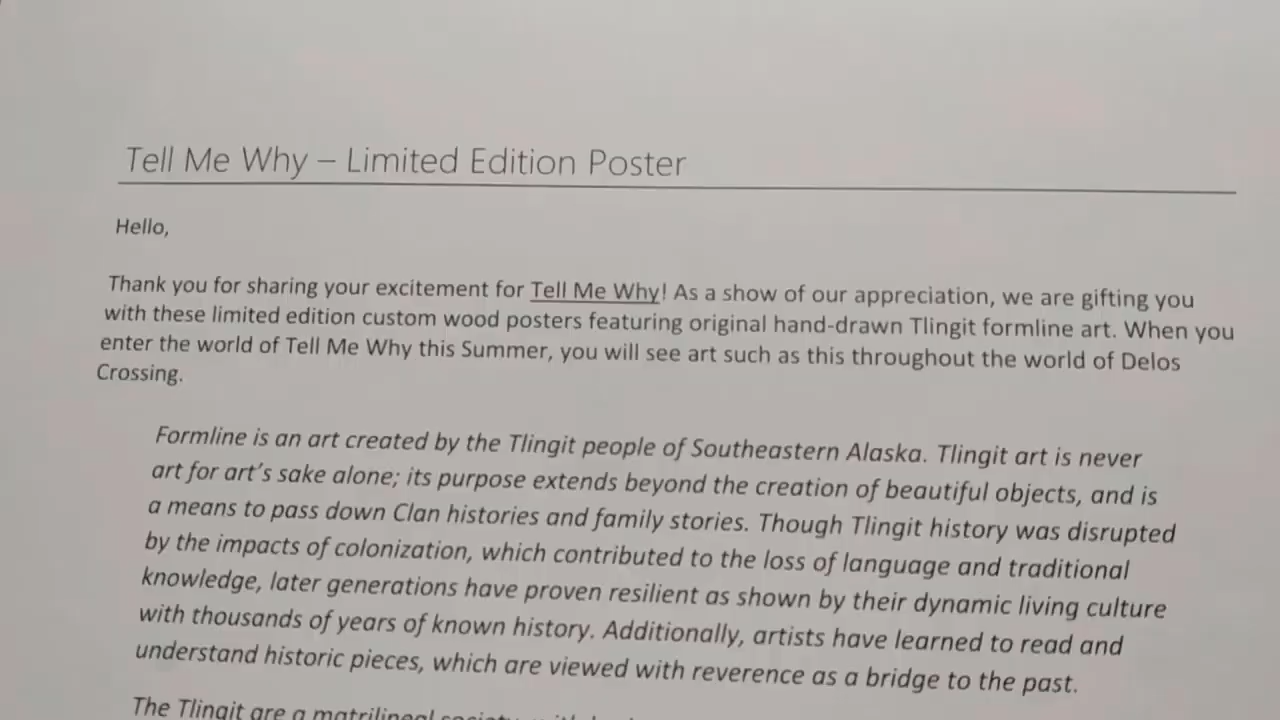 Tell Me Why – Limited Edition Poster
Hello,
Thank you for sharing your excitement for Tell Me Why! As a show of our appreciation, we are gifting you
with these limited edition custom wood posters featuring original hand-drawn Tlingit formline art. When you
enter the world of Tell Me Why this Summer, you will see art such as this throughout the world of Delos
Crossing.
Formline is an art created by the Tlingit people of Southeastern Alaska. Tlingit art is never
art for art's sake alone; its purpose extends beyond the creation of beautiful objects, and is
a means to pass down Clan histories and family stories. Though Tlingit history was disrupted
by the impacts of colonization, which contributed to the loss of language and traditional
knowledge, later generations have proven resilient as shown by their dynamic living culture
with thousands of years of known history. Additionally, artists have learned to read and
understand historic pieces, which are viewed with reverence as a bridge to the past.
The Tlingit are a matrilineal society